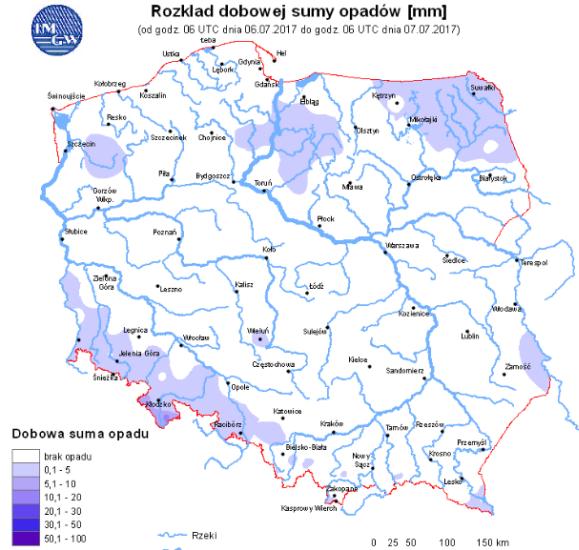 IM
GW
Rozkład dobowej sumy opadów [mm]
(od godz. 06 UTC dnia 06.07.2017 do godz. 06 UTC dnia 07.07.2017)
Łeba
Ustka
Lębork
Gdynia
Hel
Gdańsk
Kołobrzeg
Koszalin
Świnoujście
Elbląg
Kętrzyn
Suwałki
Resko
Szczecinek
Chojnice
Olsztyn
Mikołajki
Szczecin
Piła
Bydgoszcz
Toruń
Mława
Ostrołęka
Białystok
Gorzów
Wlkp.
Płock
Słubice
Poznań
Koło
Warszawa
Siedlce
Terespol
Zielona
Góra
Leszno
Kalisz
Łódź
Kozienice
Włodawa
Legnica
Wrocław
Wieluń
Sulejów
Lublin
Jelenia Góra
Śnieżka
Opole
Częstochowa
Kielce
Sandomierz
Zamość
Kłodzko
Racibórz
Katowice
Kraków
Tarnów
Rzeszów
Bielsko-Biała
Nowy
Sącz
Krosno
Przemyśl
Lesko
Zakopane
Kasprowy Wierch
Dobowa suma opadu
brak opadu
0,1 - 5
5,1 - 10
10,1 - 20
20,1 - 30
30,1 - 50
50,1 - 100
Rzeki
0 25 50 100 150 km